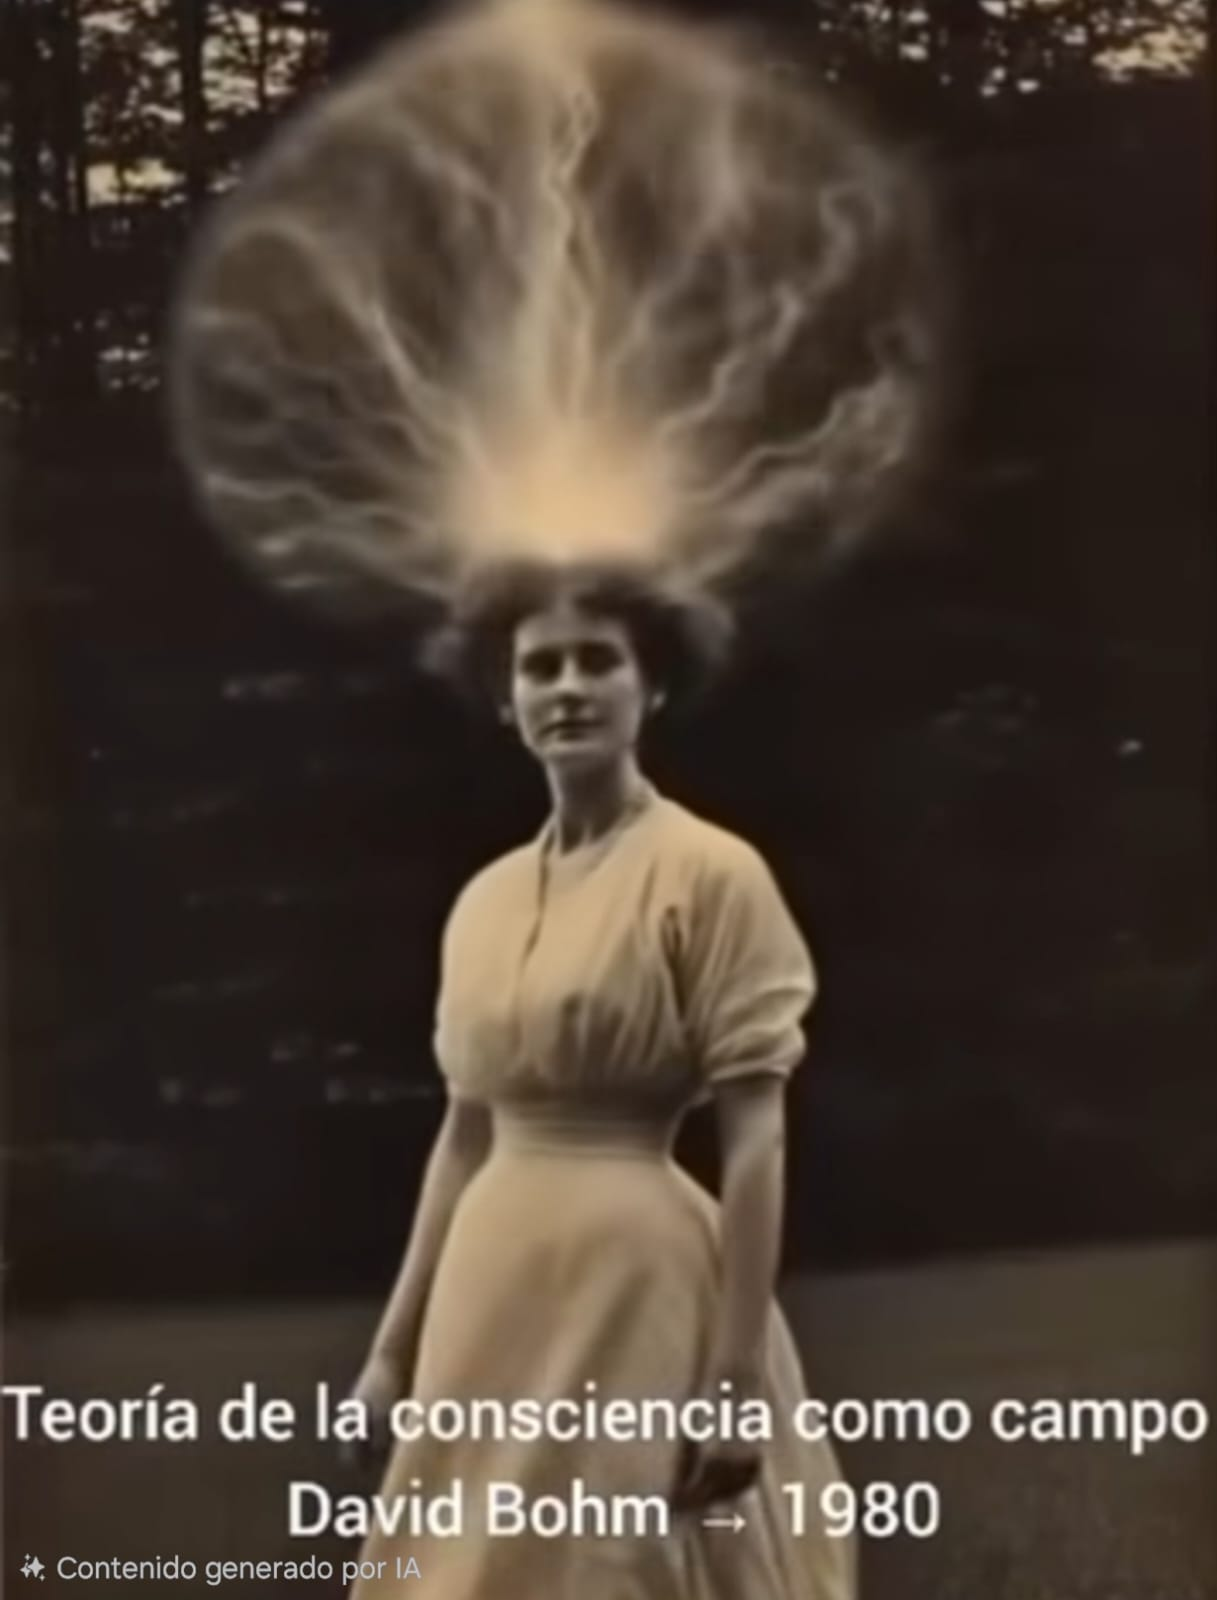 Teoría de la consciencia como campo
David Bohm → 1980
Contenido generado por IA